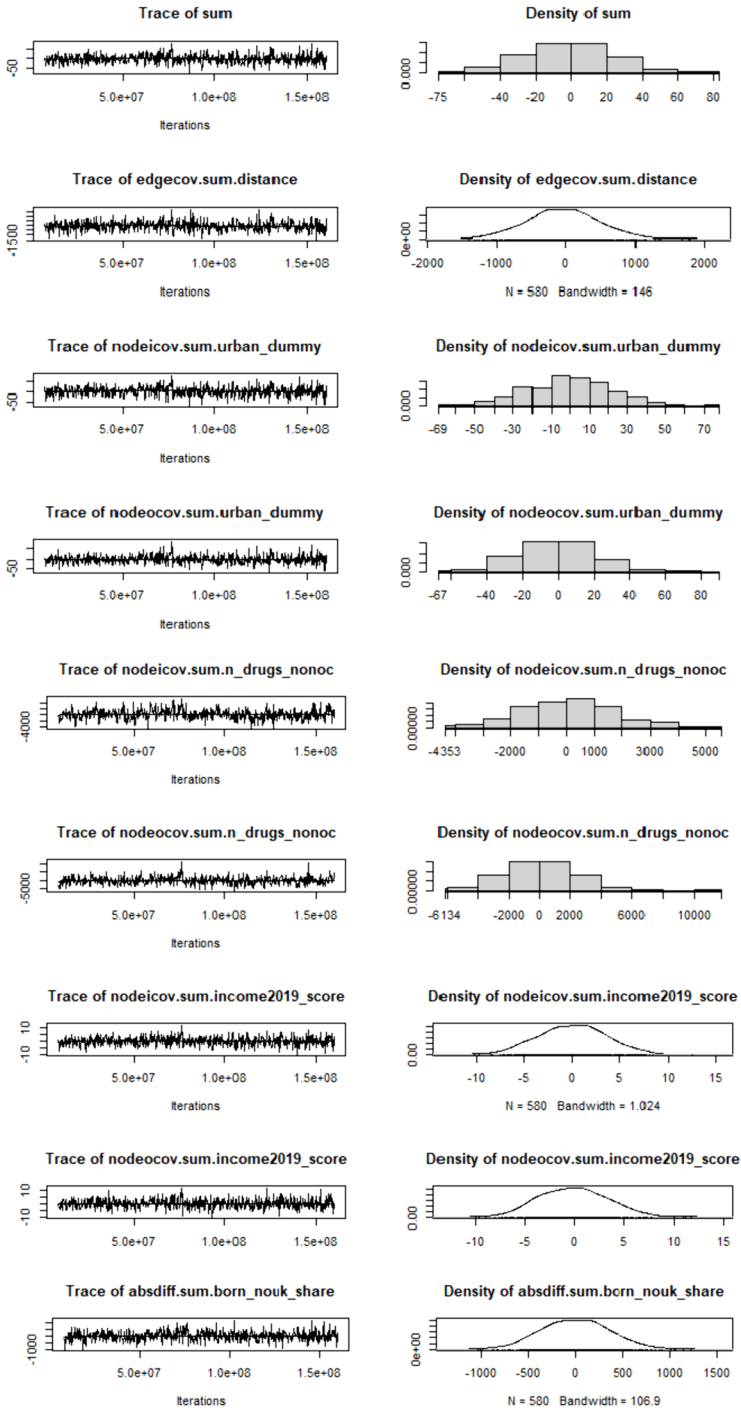 Trace of sum
Density of sum
-50
5.0e+07 1.0e+08 1.5e+08
Iterations
0.000
-75 -40 -20 0 20 40 60 80
Trace of edgecov.sum.distance
Density of edgecov.sum.distance
-1500
5.0e+07 1.0e+08 1.5e+08
Iterations
0e+00
-2000 -1000 0 1000 2000
N = 580 Bandwidth = 146
Trace of nodeicov.sum.urban_dummy
Density of nodeicov.sum.urban_dummy
-50
5.0e+07 1.0e+08 1.5e+08
Iterations
0.000
-69 -50 -30 -10 10 30 50 70
Trace of nodeocov.sum.urban_dummy
Density of nodeocov.sum.urban_dummy
-50
5.0e+07 1.0e+08 1.5e+08
Iterations
0.000
-67 -40 -20 0 20 40 60 80
Trace of nodeicov.sum.n_drugs_nonoc
Density of nodeicov.sum.n_drugs_nonoc
-4000
5.0e+07 1.0e+08 1.5e+08
Iterations
0.00000
-4353 -2000 0 1000 3000 5000
Trace of nodeocov.sum.n_drugs_nonoc
Density of nodeocov.sum.n_drugs_nonoc
-5000
5.0e+07 1.0e+08 1.5e+08
Iterations
0.00000
-6134 -2000 0 2000 6000 10000
Trace of nodeicov.sum.income2019_score
Density of nodeicov.sum.income2019_score
-10 10
5.0e+07 1.0e+08 1.5e+08
Iterations
0.00
-10 -5 0 5 10 15
N = 580 Bandwidth = 1.024
Trace of nodeocov.sum.income2019_score
Density of nodeocov.sum.income2019_score
-10 10
5.0e+07 1.0e+08 1.5e+08
0.00
-10 -5 0 5 10 15
Trace of absdiff.sum.born_nouk_share
Density of absdiff.sum.born_nouk_share
-1000
5.0e+07 1.0e+08 1.5e+08
Iterations
0e+00
-1000 -500 0 500 1000 1500
N = 580 Bandwidth = 106.9